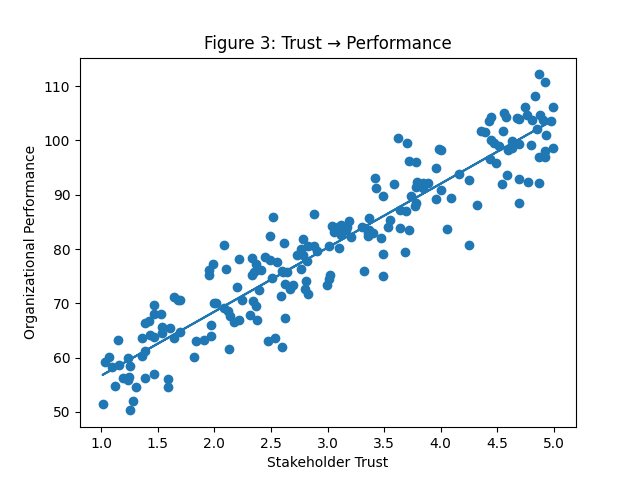 Figure 3: Trust → Performance
110
100
90
80
70
60
50
Organizational Performance
1.0 1.5 2.0 2.5 3.0 3.5 4.0 4.5 5.0
Stakeholder Trust